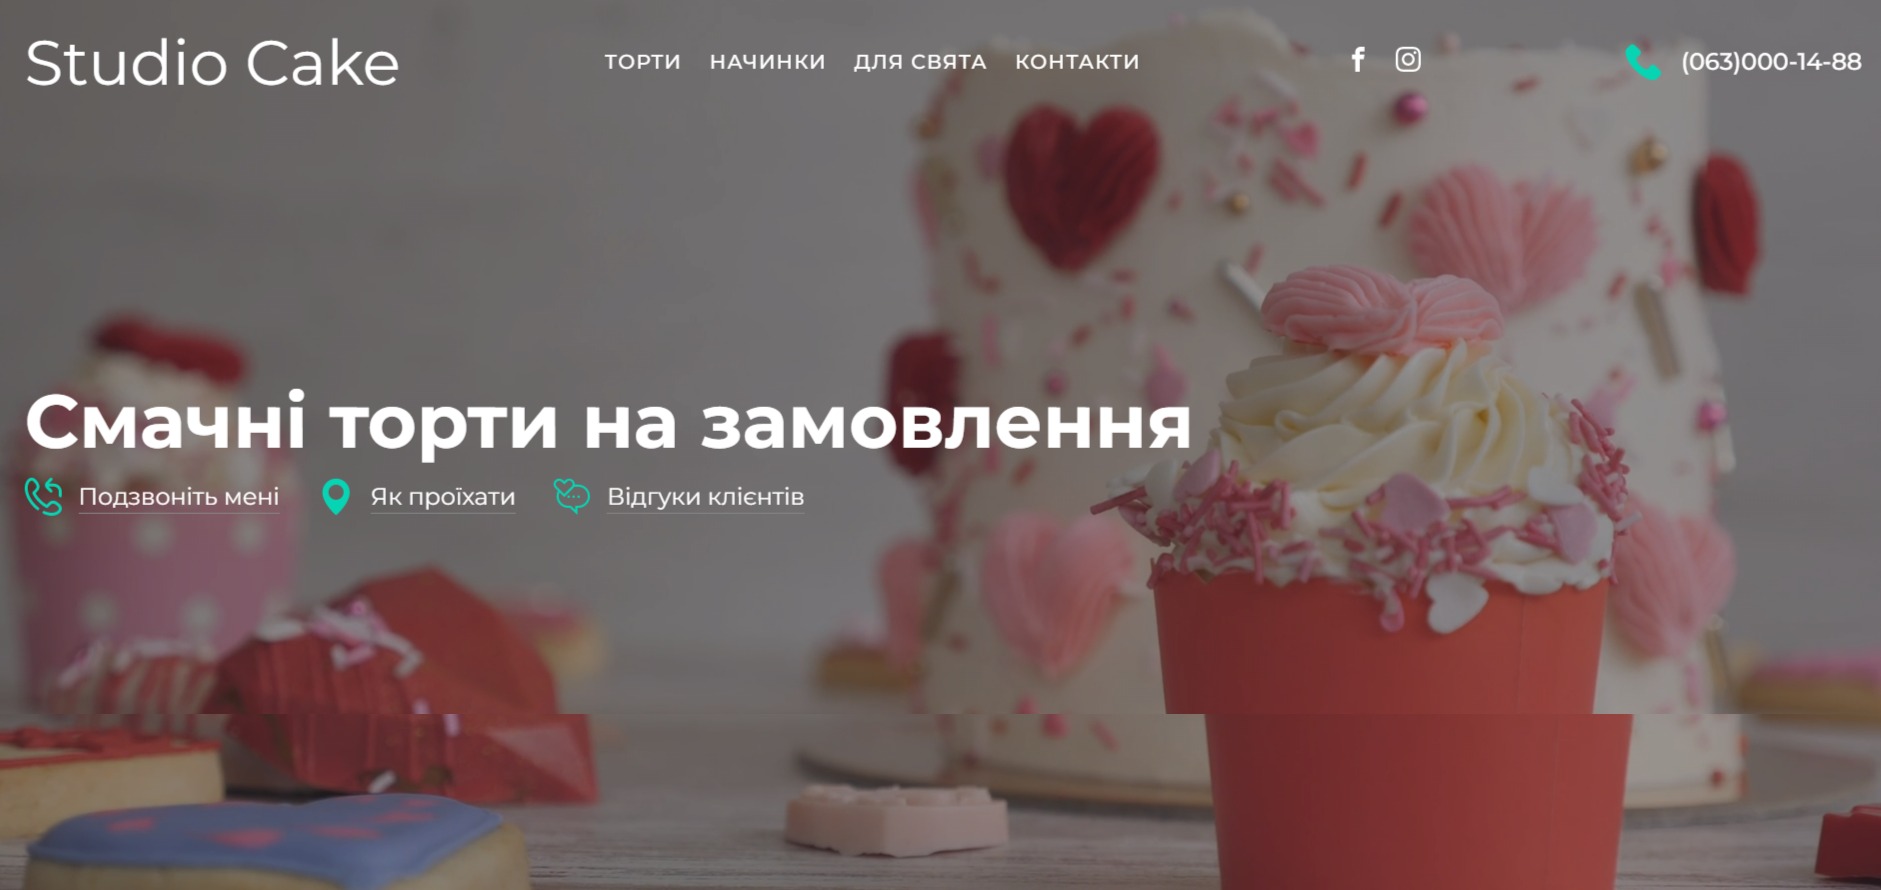 Studio Cake
ТОРТИ НАЧИНКИ ДЛЯ СВЯТА КОНТАКТИ
(063)000-14-88
Смачні торти на замовлення
Подзвоніть мені
Як проїхати
Відгуки клієнтів